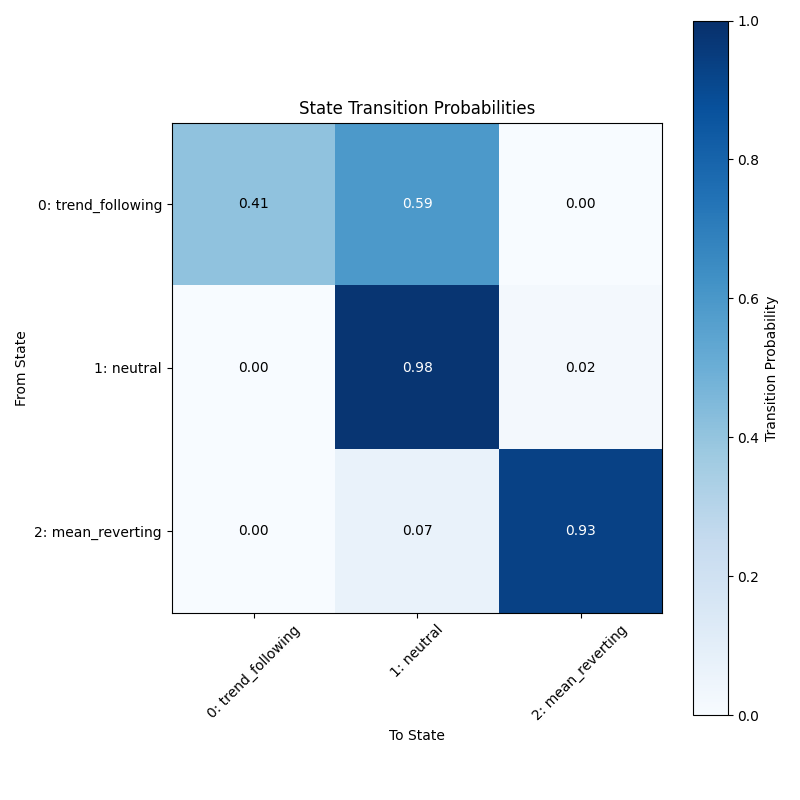 State Transition Probabilities
0: trend_following 0.41 0.59 0.00
1: neutral 0.00 0.98 0.02
2: mean_reverting 0.00 0.07 0.93
0: trend_following 1: neutral 2: mean_reverting
To State
From State
1.0
0.8
0.6
0.4
0.2
0.0
Transition Probability